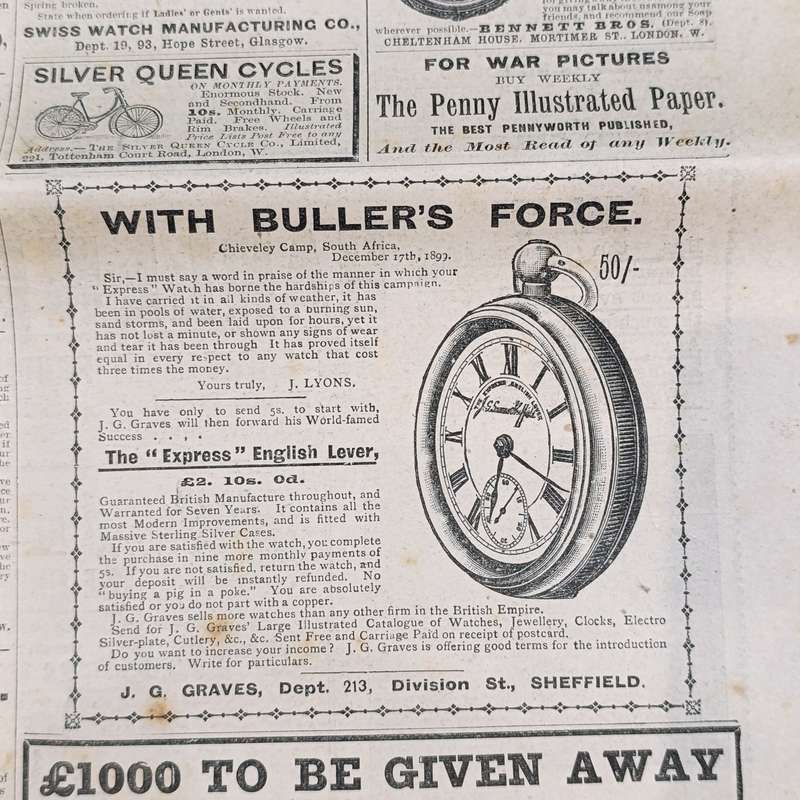 Spring broken.
State when ordering if Ladies' or Gents' is wanted.
SWISS WATCH MANUFACTURING CO.,
Dept. 19, 93, Hope Street, Glasgow.
you may talk about us among your
friends, and recommend our Soap
wherever possible.—BENNETT BROS. (Dept. 8),
CHELTENHAM HOUSE, MORTIMER ST., LONDON. W.
SILVER QUEEN CYCLES
ON MONTHLY PAYMENTS.
Enormous Stock. New
and Secondhand. From
10s. Monthly. Carriage
Paid. Free Wheels and
Rim Brakes. Illustrated
Price Lists Post Free to any
Address.—THE SILVER QUEEN CYCLE CO., Limited,
221, Tottenham Court Road, London, W.
FOR WAR PICTURES
BUY WEEKLY
The Penny Illustrated Paper.
THE BEST PENNYWORTH PUBLISHED,
And the Most Read of any Weekly.
WITH BULLER'S FORCE.
Chieveley Camp, South Africa,
December 17th, 1899.
50/-
Sir,—I must say a word in praise of the manner in which your
"Express" Watch has borne the hardships of this campaign.
I have carried it in all kinds of weather, it has
been in pools of water, exposed to a burning sun,
sand storms, and been laid upon for hours, yet it
has not lost a minute, or shown any signs of wear
and tear it has been through It has proved itself
equal in every respect to any watch that cost
three times the money.
Yours truly, J. LYONS.
You have only to send 5s. to start with,
J. G. Graves will then forward his World-famed
Success . . . .
The "Express" English Lever,
£2. 10s. 0d.
Guaranteed British Manufacture throughout, and
Warranted for Seven Years. It contains all the
most Modern Improvements, and is fitted with
Massive Sterling Silver Cases.
If you are satisfied with the watch, you complete
the purchase in nine more monthly payments of
5s. If you are not satisfied, return the watch, and
your deposit will be instantly refunded. No
"buying a pig in a poke." You are absolutely
satisfied or you do not part with a copper.
J. G. Graves sells more watches than any other firm in the British Empire.
Send for J. G. Graves' Large Illustrated Catalogue of Watches, Jewellery, Clocks, Electro
Silver-plate, Cutlery, &c., &c. Sent Free and Carriage Paid on receipt of postcard.
Do you want to increase your income? J. G. Graves is offering good terms for the introduction
of customers. Write for particulars.
J. G. GRAVES, Dept. 213, Division St., SHEFFIELD.
£1000 TO BE GIVEN AWAY